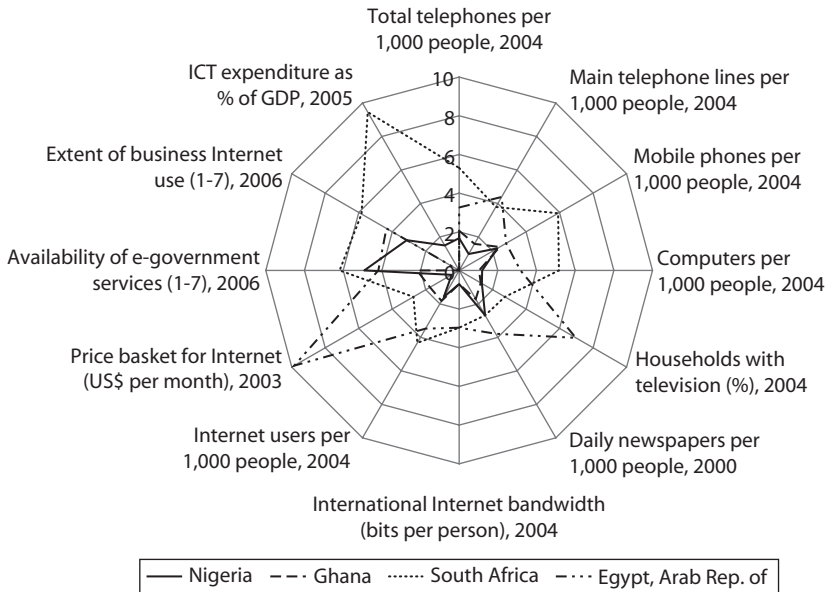 Total telephones per
1,000 people, 2004
Main telephone lines per
1,000 people, 2004
Mobile phones per
1,000 people, 2004
Computers per
1,000 people, 2004
Households with
television (%), 2004
Daily newspapers per
1,000 people, 2000
International Internet bandwidth
(bits per person), 2004
Internet users per
1,000 people, 2004
Price basket for Internet
(US$ per month), 2003
Availability of e-government
services (1-7), 2006
Extent of business Internet
use (1-7), 2006
ICT expenditure as
% of GDP, 2005
10
8
6
4
2
0
Nigeria
Ghana
South Africa
Egypt, Arab Rep. of